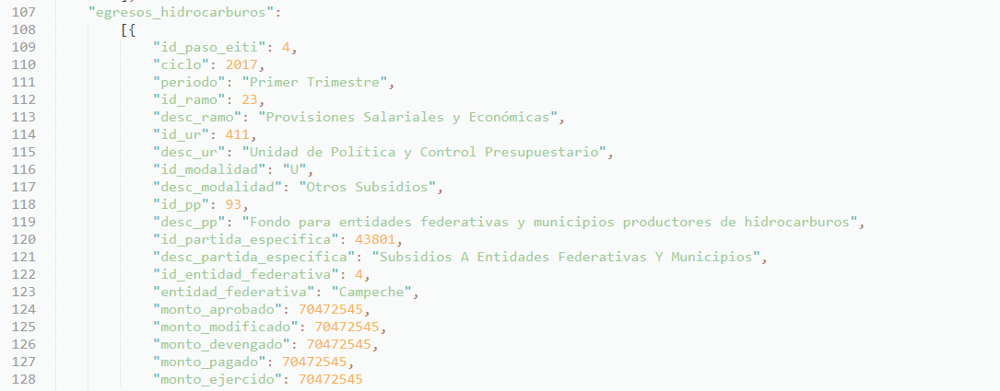 107 "egresos_hidrocarburos":
108 [{
109 "id_paso_eiti": 4,
110 "ciclo": 2017,
111 "periodo": "Primer Trimestre",
112 "id_ramo": 23,
113 "desc_ramo": "Provisiones Salariales y Económicas",
114 "id_ur": 411,
115 "desc_ur": "Unidad de Política y Control Presupuestario",
116 "id_modalidad": "U",
117 "desc_modalidad": "Otros Subsidios",
118 "id_pp": 93,
119 "desc_pp": "Fondo para entidades federativas y municipios productores de hidrocarburos",
120 "id_partida_especifica": 43801,
121 "desc_partida_especifica": "Subsidios A Entidades Federativas Y Municipios",
122 "id_entidad_federativa": 4,
123 "entidad_federativa": "Campeche",
124 "monto_aprobado": 70472545,
125 "monto_modificado": 70472545,
126 "monto_devengado": 70472545,
127 "monto_pagado": 70472545,
128 "monto_ejercido": 70472545